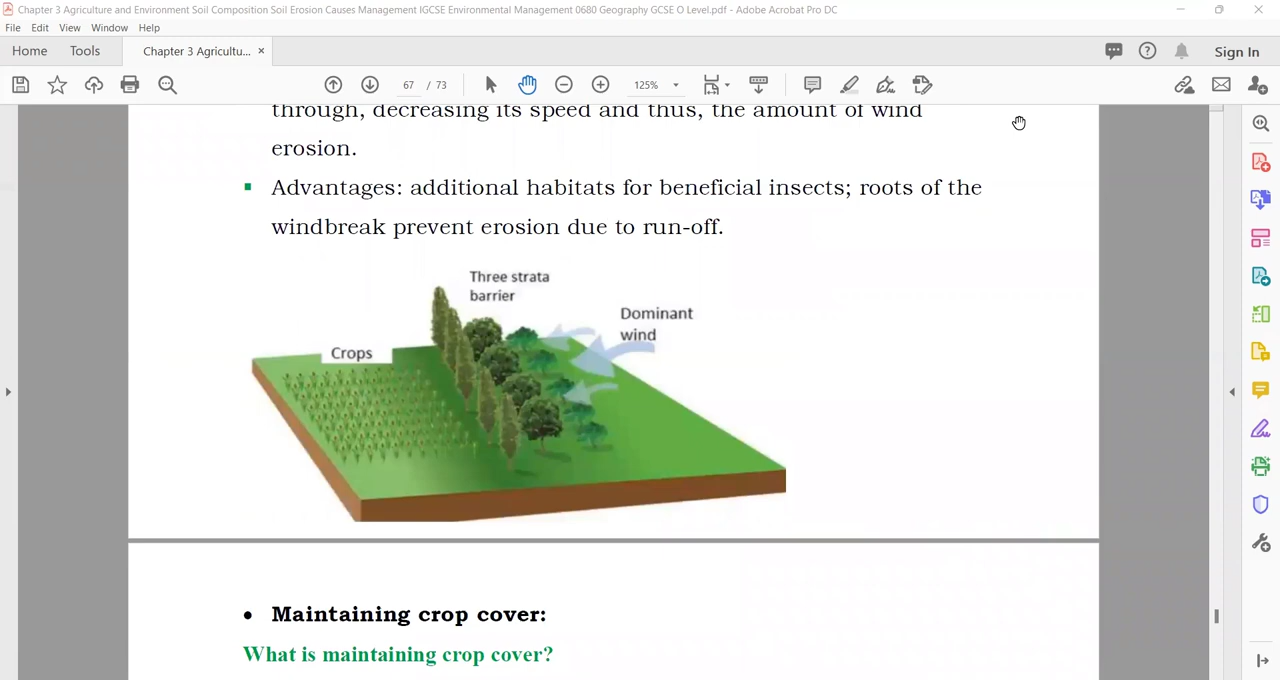 Chapter 3 Agriculture and Environment Soil Composition Soil Erosion Causes Management IGCSE Environmental Management 0680 Geography GCSE O Level.pdf - Adobe Acrobat Pro DC
File Edit View Window Help
Home Tools Chapter 3 Agricultu... × Sign In
67 / 73 125%
through, decreasing its speed and thus, the amount of wind
erosion.
▪ Advantages: additional habitats for beneficial insects; roots of the
windbreak prevent erosion due to run-off.
Three strata
barrier
Dominant
wind
Crops
• Maintaining crop cover:
What is maintaining crop cover?